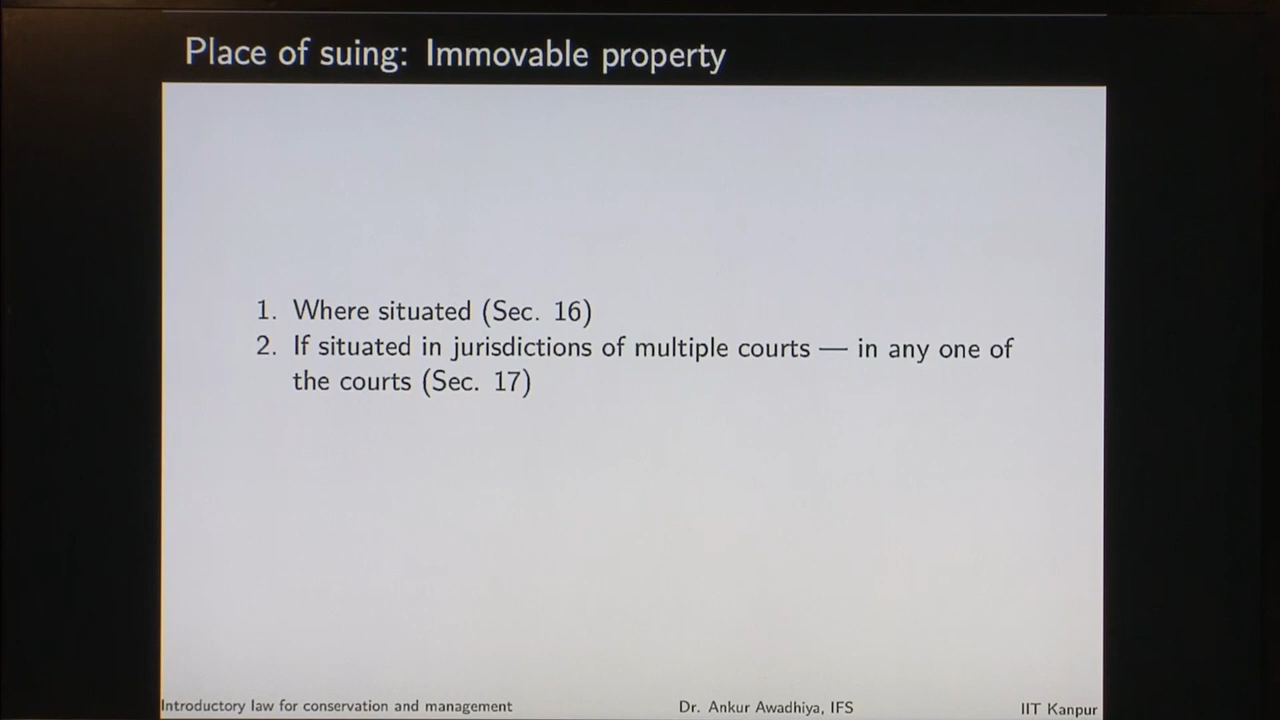 Place of suing: Immovable property
1. Where situated (Sec. 16)
2. If situated in jurisdictions of multiple courts — in any one of
the courts (Sec. 17)
Introductory law for conservation and management Dr. Ankur Awadhiya, IFS IIT Kanpur